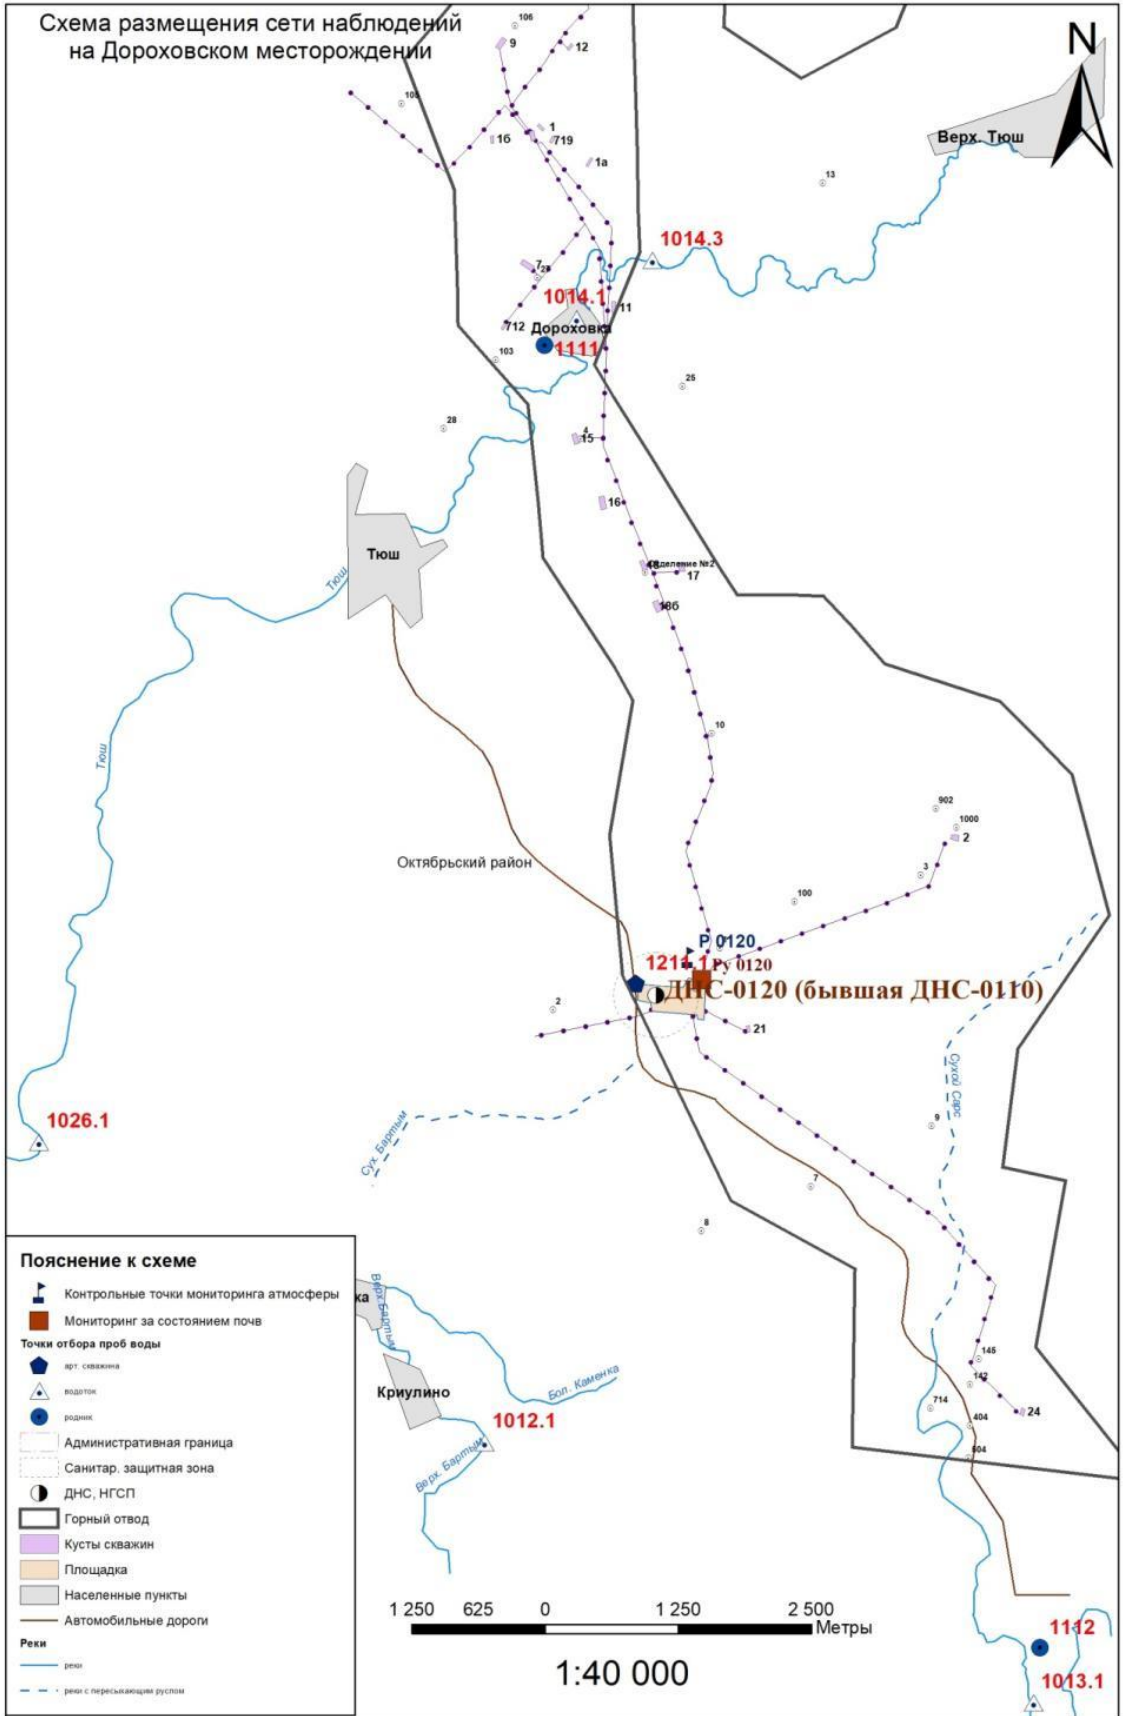 Схема размещения сети наблюдений
на Дороховском месторождении
N
106
9
12
105
1
16
719
1а
Верх. Тюш
13
1014.3
7
1014.1
11
712
Дороховка
1111
103
25
28
4
15
16
Тюш
Тюш
Отделение №2
17
Тюш
10
902
1000
2
Октябрьский район
3
100
Р 0120
1211.1
Ру 0120
ДНС-0120 (бывшая ДНС-0110)
2
21
Сухой Сарс
1026.1
Сух. Бартым
9
7
8
Пояснение к схеме
Контрольные точки мониторинга атмосферы
Мониторинг за состоянием почв
Точки отбора проб воды
арт. скважина
водоток
родник
Административная граница
Санитар. защитная зона
ДНС, НГСП
Горный отвод
Кусты скважин
Площадка
Населенные пункты
Автомобильные дороги
Реки
реки
реки с пересыхающим руслом
ка
Верх.Бартым
Криулино
Бол. Каменка
1012.1
Верх. Бартым
145
142
714
404
24
604
1 250 625 0 1 250 2 500
Метры
1:40 000
1112
1013.1